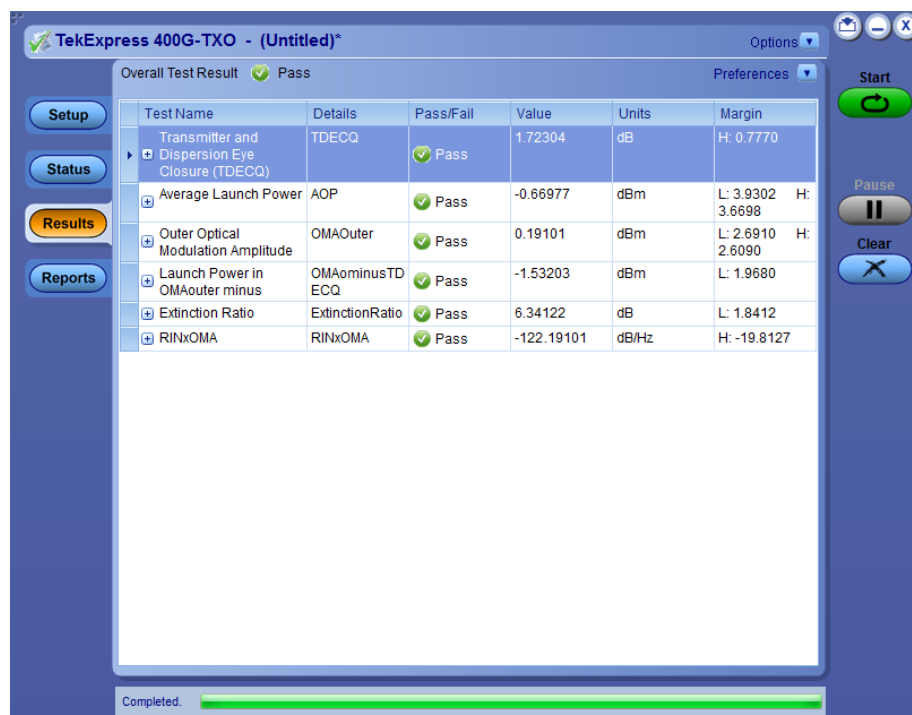 TekExpress 400G-TXO - (Untitled)*
Options
Overall Test Result Pass
Preferences
Start
Setup
Status
Results
Reports
Test Name Details Pass/Fail Value Units Margin
Transmitter and
Dispersion Eye
Closure (TDECQ)
TDECQ
Pass
1.72304
dB
H: 0.7770
Average Launch Power
AOP
Pass
-0.66977
dBm
L: 3.9302 H:
3.6698
Outer Optical
Modulation Amplitude
OMAOuter
Pass
0.19101
dBm
L: 2.6910 H:
2.6090
Launch Power in
OMAouter minus
OMAominusTD
ECQ
Pass
-1.53203
dBm
L: 1.9680
Extinction Ratio
ExtinctionRatio
Pass
6.34122
dB
L: 1.8412
RINxOMA
RINxOMA
Pass
-122.19101
dB/Hz
H: -19.8127
Pause
Clear
Completed.